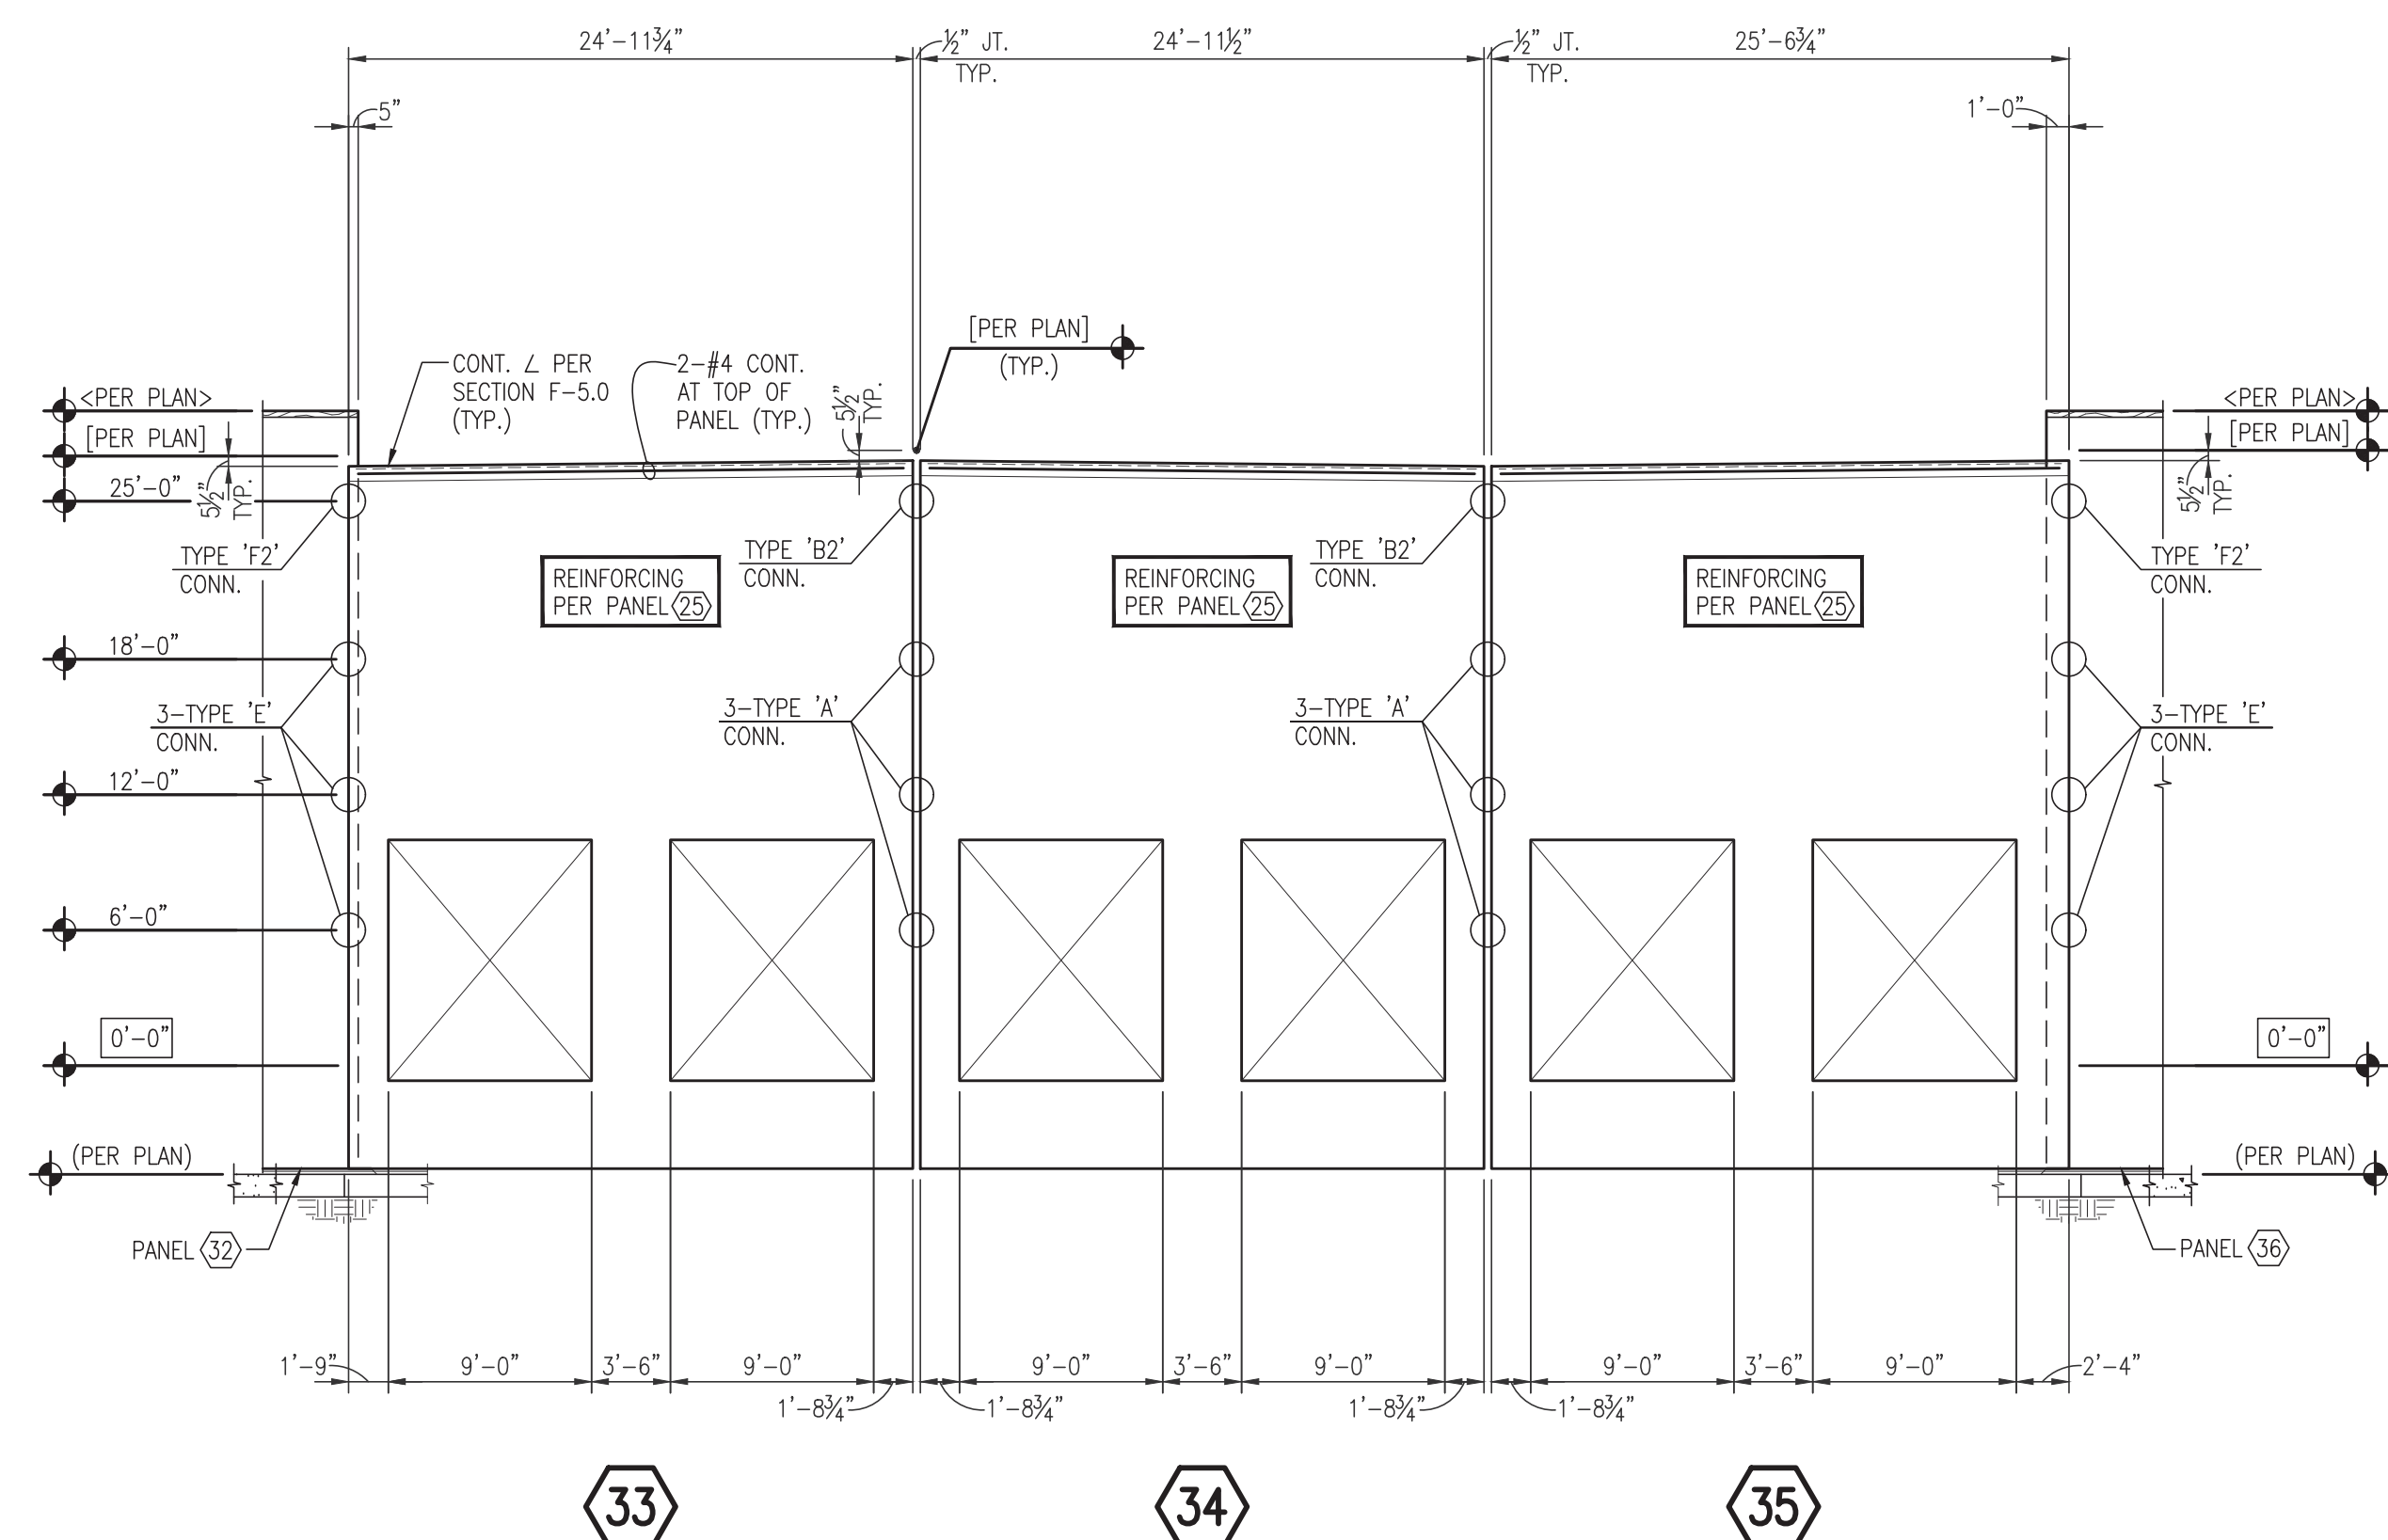 24'-11¾"
½" JT.
TYP.
24'-11½"
½" JT.
TYP.
25'-6¾"
5"
1'-0"
[PER PLAN]
(TYP.)
CONT. ∠ PER
SECTION F-5.0
(TYP.)
2-#4 CONT.
AT TOP OF
PANEL (TYP.)
5½"
TYP.
<PER PLAN>
[PER PLAN]
25'-0"
5½"
TYP.
<PER PLAN>
[PER PLAN]
5½"
TYP.
TYPE 'F2'
CONN.
REINFORCING
PER PANEL 25
TYPE 'B2'
CONN.
REINFORCING
PER PANEL 25
TYPE 'B2'
CONN.
REINFORCING
PER PANEL 25
TYPE 'F2'
CONN.
18'-0"
3-TYPE 'E'
CONN.
3-TYPE 'A'
CONN.
3-TYPE 'A'
CONN.
3-TYPE 'E'
CONN.
12'-0"
6'-0"
0'-0"
0'-0"
(PER PLAN)
(PER PLAN)
PANEL 32
PANEL 36
1'-9"
9'-0"
3'-6"
9'-0"
1'-8¾"
1'-8¾"
9'-0"
3'-6"
9'-0"
1'-8¾"
1'-8¾"
9'-0"
3'-6"
9'-0"
2'-4"
33
34
35